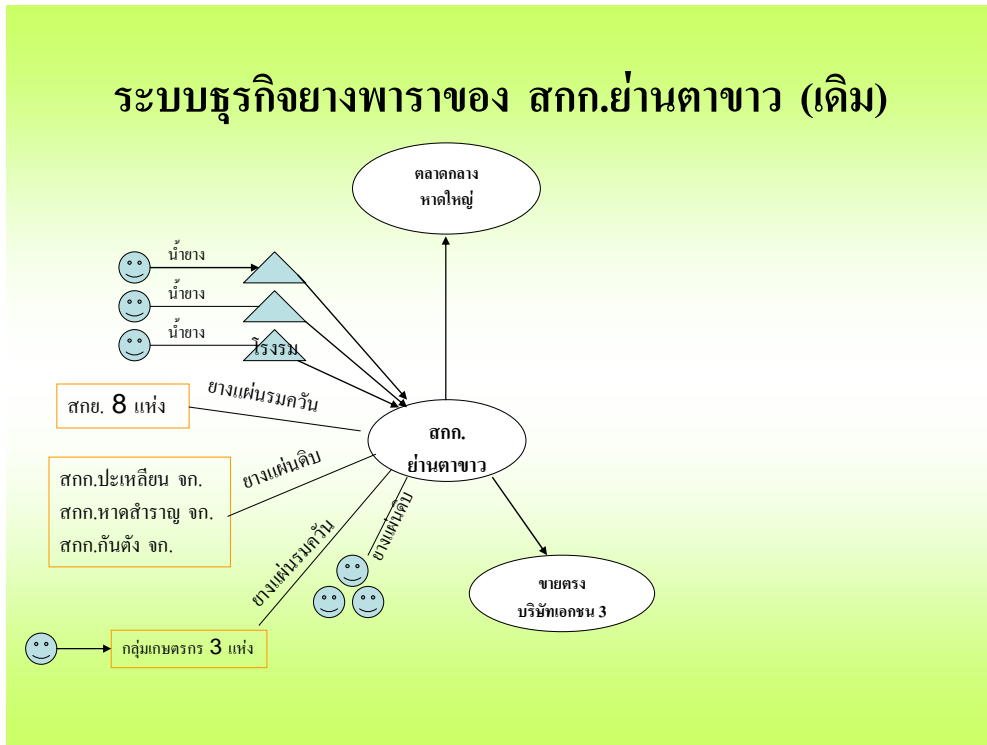 ระบบธุรกิจยางพาราของ สกก.ย่านตาขาว (เดิม)
ตลาดกลาง
หาดใหญ่
น้ำยาง
น้ำยาง
น้ำยาง
โรงรม
ยางแผ่นรมควัน
สกย. 8 แห่ง
สกก.
ย่านตาขาว
ยางแผ่นดิบ
สกก.ปะเหลียน จก.
สกก.หาดสำราญ จก.
สกก.กันตัง จก.
ยางแผ่นรมควัน
ยางแผ่นดิบ
ขายตรง
บริษัทเอกชน 3
กลุ่มเกษตรกร 3 แห่ง